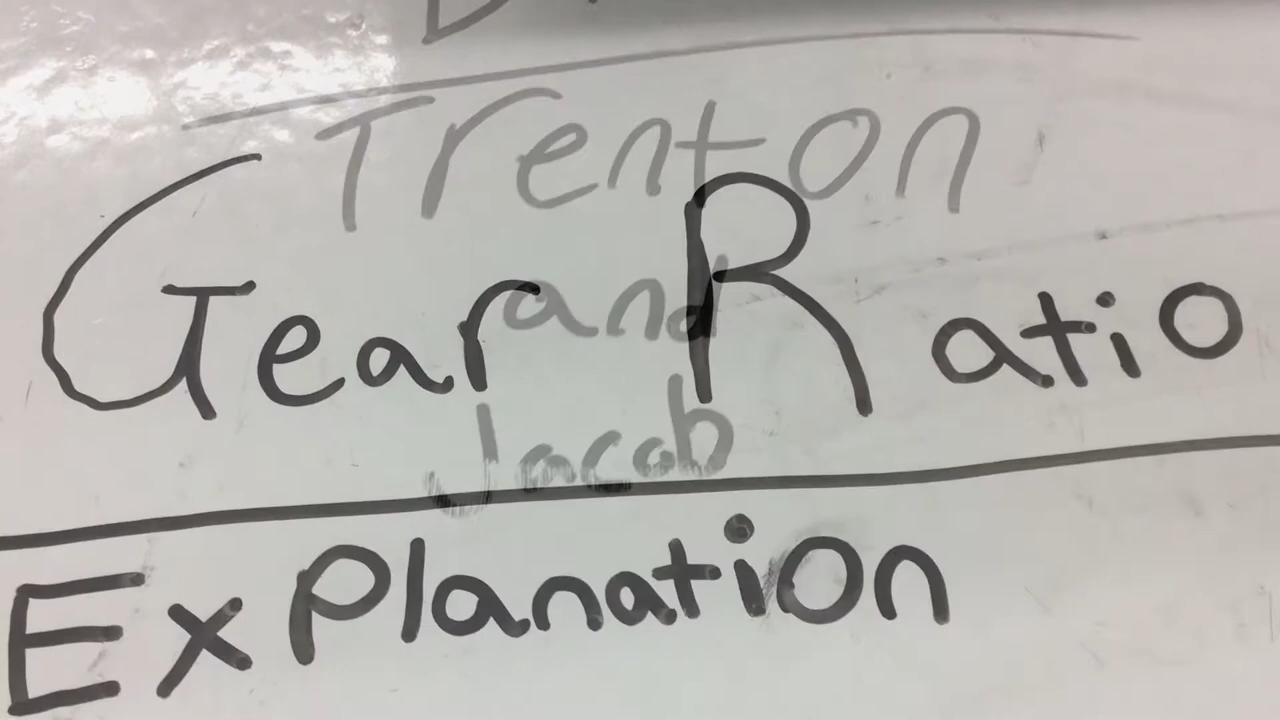 Trenton
Gear Ratio
and
Jacob
Explanation